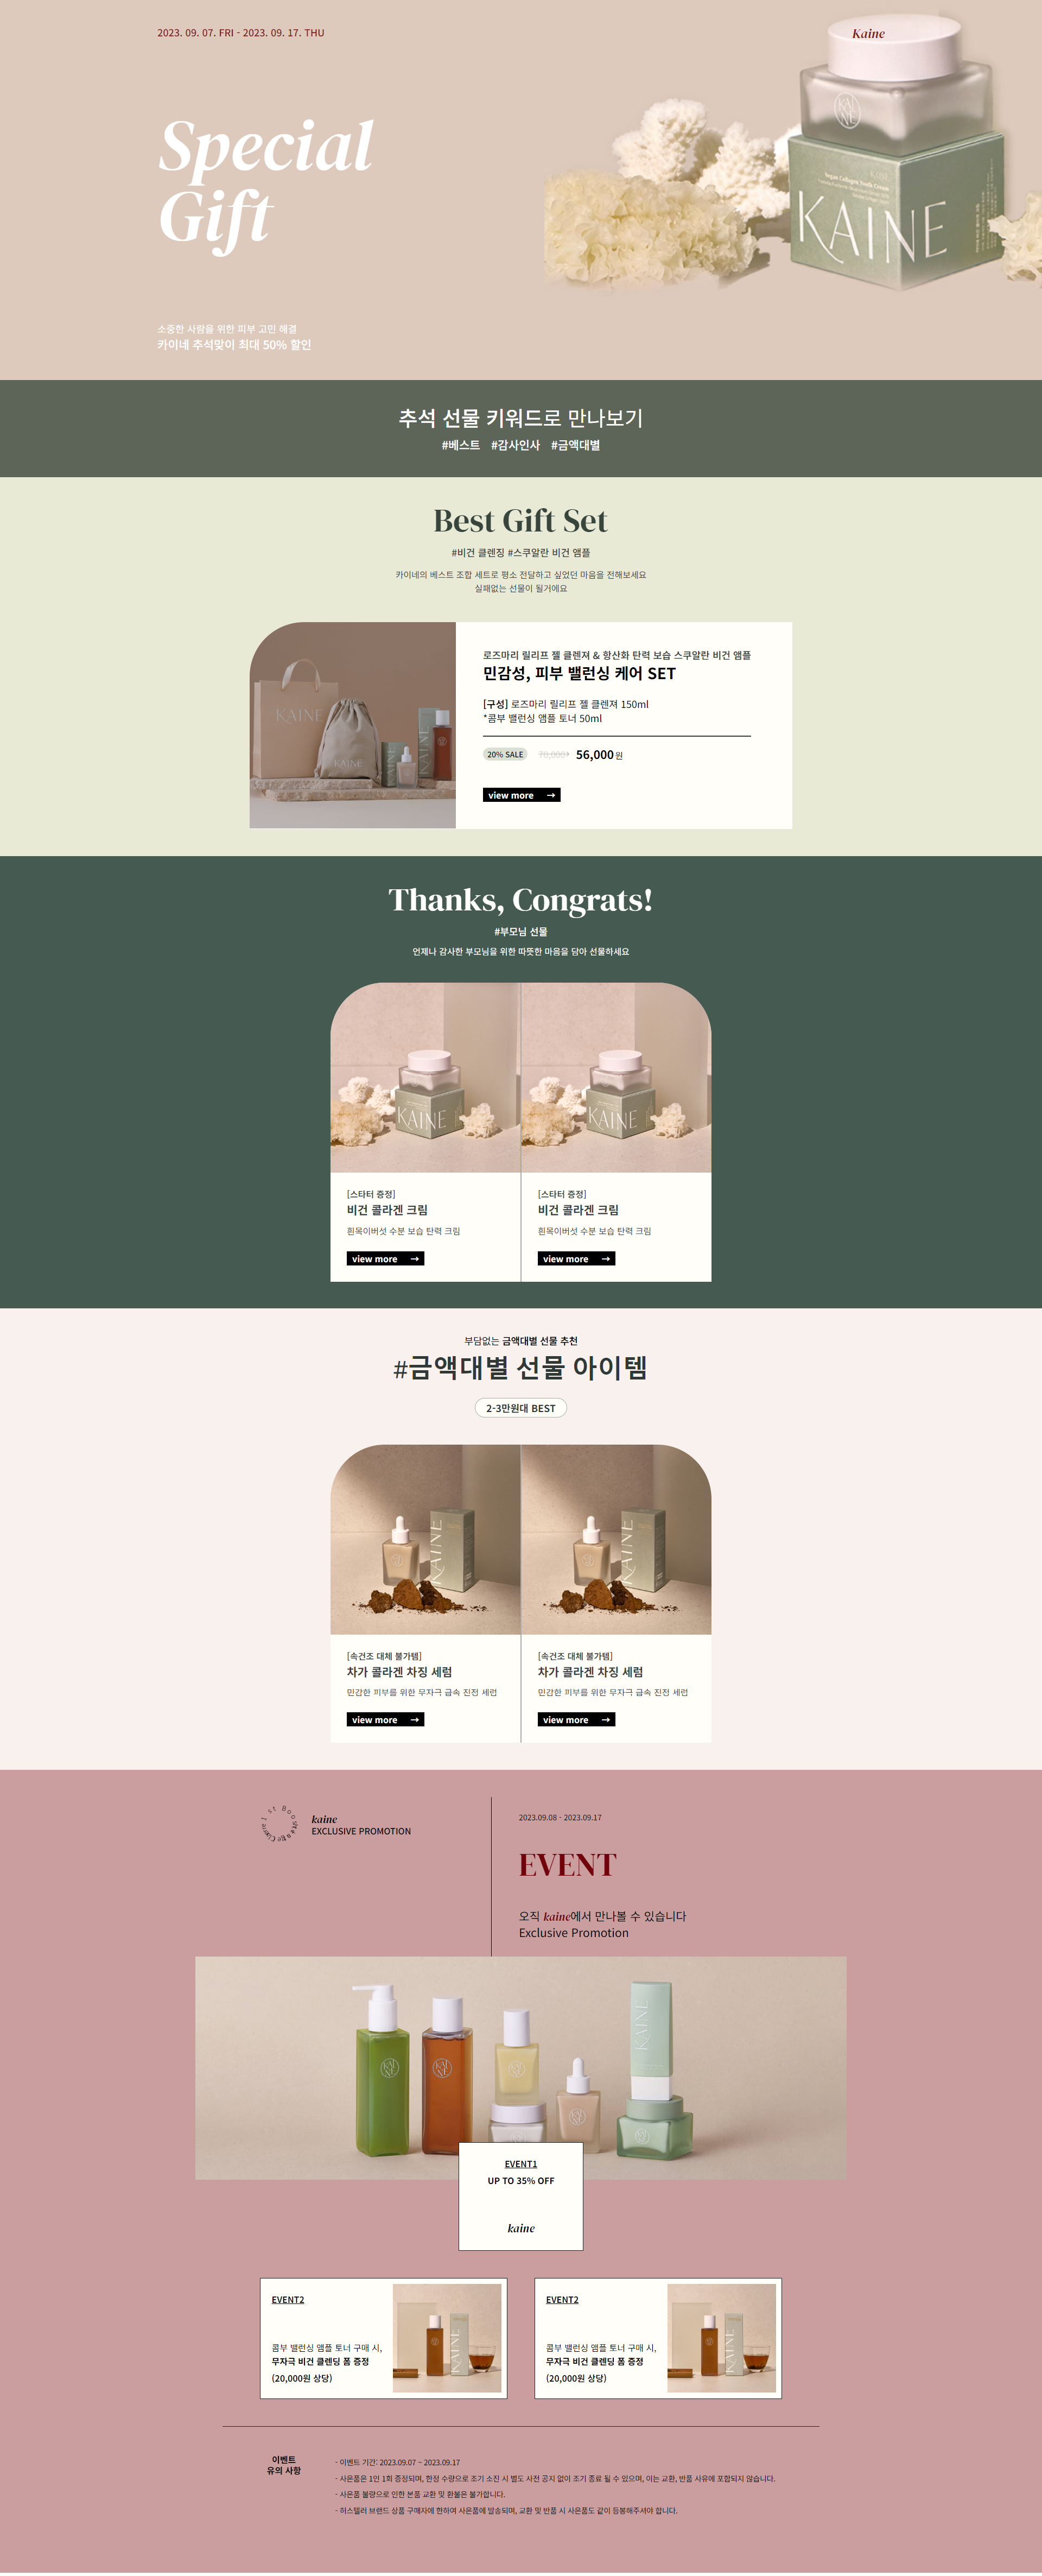 2023. 09. 07. FRI - 2023. 09. 17. THU
Kaine
Special
Gift
KAINE
Vegan Collagen Youth Cream
KAINE
소중한 사람을 위한 피부 고민 해결
카이네 추석맞이 최대 50% 할인
추석 선물 키워드로 만나보기
#베스트 #감사인사 #금액대별
Best Gift Set
#비건 클렌징 #스쿠알란 비건 앰플
카이네의 베스트 조합 세트로 평소 전달하고 싶었던 마음을 전해보세요
실패없는 선물이 될거에요
KAINE
KAINE
로즈마리 릴리프 젤 클렌져 & 항산화 탄력 보습 스쿠알란 비건 앰플
민감성, 피부 밸런싱 케어 SET
[구성] 로즈마리 릴리프 젤 클렌져 150ml
*콤부 밸런싱 앰플 토너 50ml
20% SALE 70,000 56,000 원
view more →
Thanks, Congrats!
#부모님 선물
언제나 감사한 부모님을 위한 따뜻한 마음을 담아 선물하세요
KAINE
KAINE
[스타터 증정]
비건 콜라겐 크림
흰목이버섯 수분 보습 탄력 크림
view more →
[스타터 증정]
비건 콜라겐 크림
흰목이버섯 수분 보습 탄력 크림
view more →
부담없는 금액대별 선물 추천
#금액대별 선물 아이템
2-3만원대 BEST
KAINE
KAINE
[속건조 대체 불가템]
차가 콜라겐 차징 세럼
민감한 피부를 위한 무자극 급속 진정 세럼
view more →
[속건조 대체 불가템]
차가 콜라겐 차징 세럼
민감한 피부를 위한 무자극 급속 진정 세럼
view more →
kaine
EXCLUSIVE PROMOTION
2023.09.08 - 2023.09.17
EVENT
오직 kaine에서 만나볼 수 있습니다
Exclusive Promotion
KAINE
EVENT1
UP TO 35% OFF
kaine
EVENT2
콤부 밸런싱 앰플 토너 구매 시,
무자극 비건 클렌딩 폼 증정
(20,000원 상당)
KAINE
EVENT2
콤부 밸런싱 앰플 토너 구매 시,
무자극 비건 클렌딩 폼 증정
(20,000원 상당)
KAINE
이벤트
유의 사항
- 이벤트 기간: 2023.09.07 ~ 2023.09.17
- 사은품은 1인 1회 증정되며, 한정 수량으로 조기 소진 시 별도 사전 공지 없이 조기 종료 될 수 있으며, 이는 교환, 반품 사유에 포함되지 않습니다.
- 사은품 불량으로 인한 본품 교환 및 환불은 불가합니다.
- 허스텔러 브랜드 상품 구매자에 한하여 사은품에 발송되며, 교환 및 반품 시 사은품도 같이 등봉해주셔야 합니다.